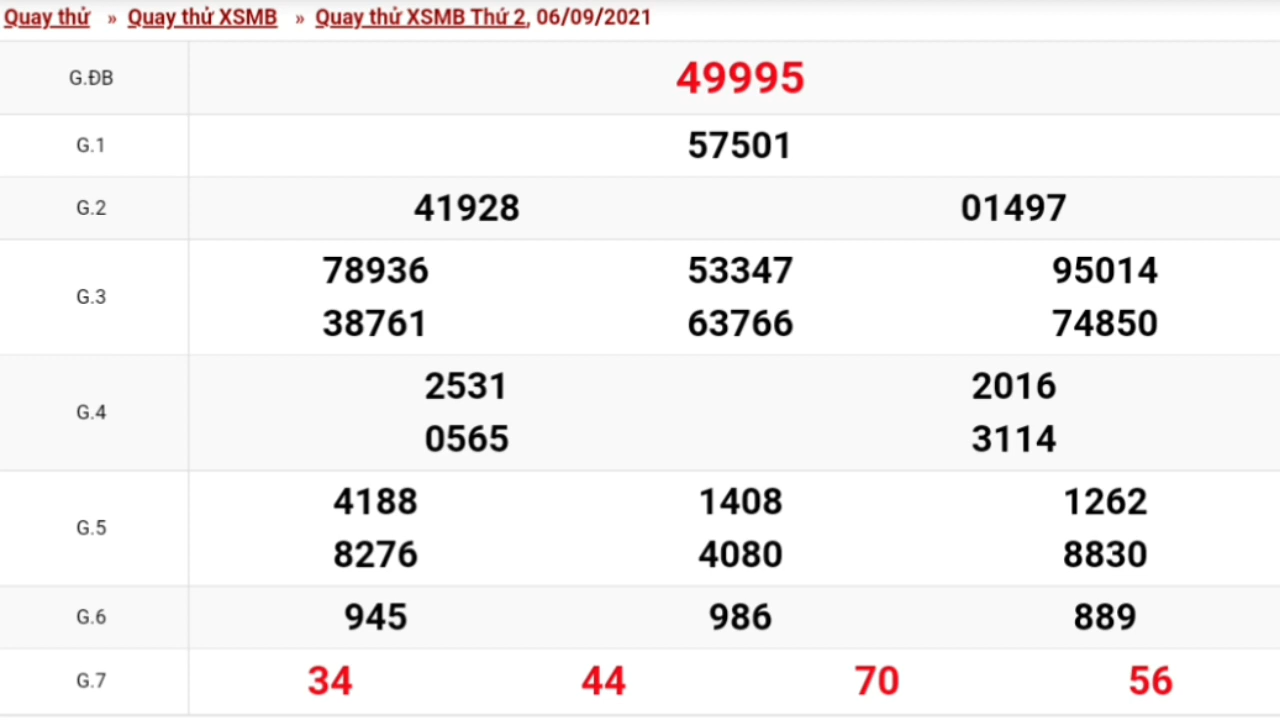 Quay thử » Quay thử XSMB » Quay thử XSMB Thứ 2, 06/09/2021
G.ĐB 49995
G.1 57501
G.2 41928 01497
G.3 78936 53347 95014
38761 63766 74850
G.4 2531 2016
0565 3114
G.5 4188 1408 1262
8276 4080 8830
G.6 945 986 889
G.7 34 44 70 56